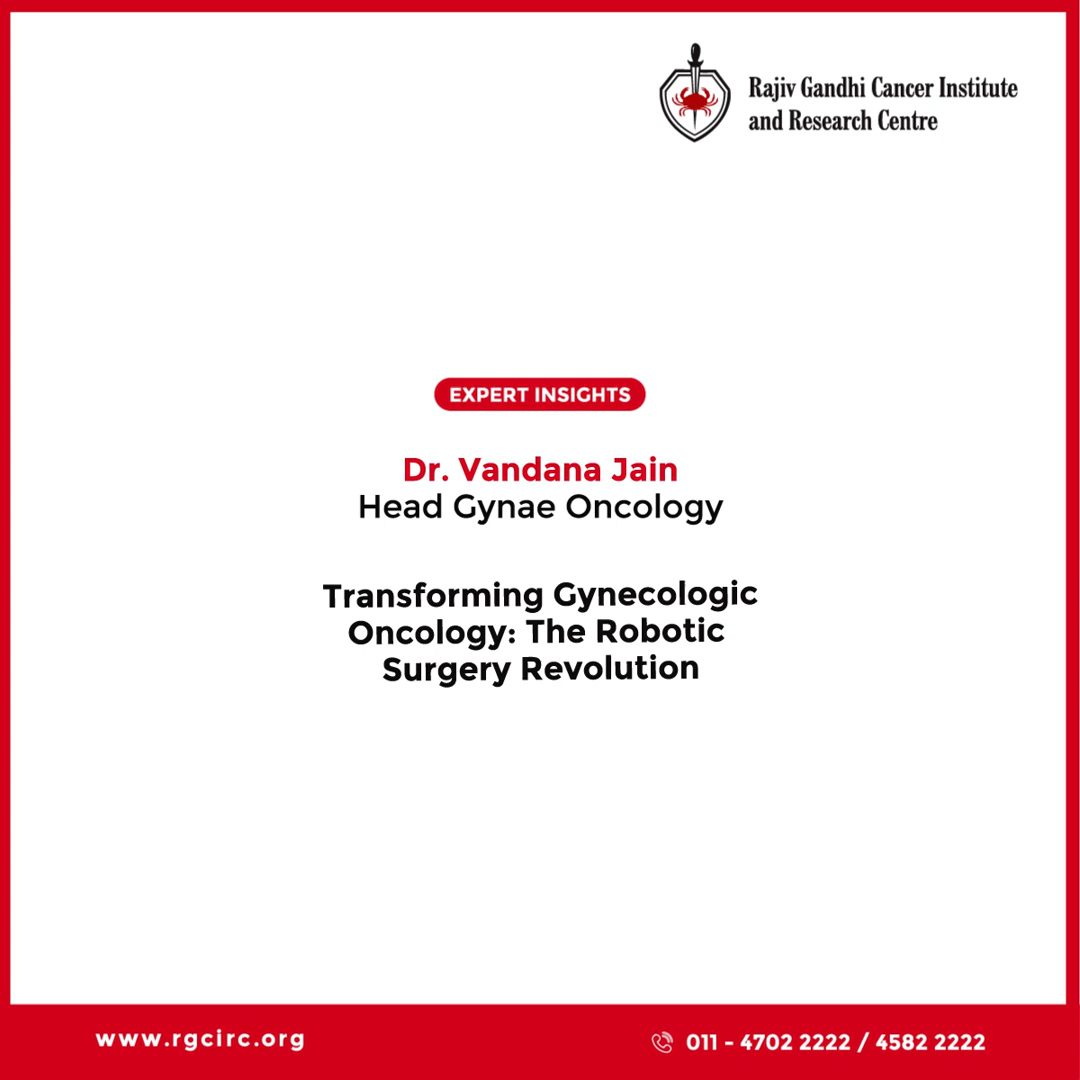 Rajiv Gandhi Cancer Institute
and Research Centre
EXPERT INSIGHTS
Dr. Vandana Jain
Head Gynae Oncology
Transforming Gynecologic
Oncology: The Robotic
Surgery Revolution
www.rgcirc.org
011 - 4702 2222 / 4582 2222